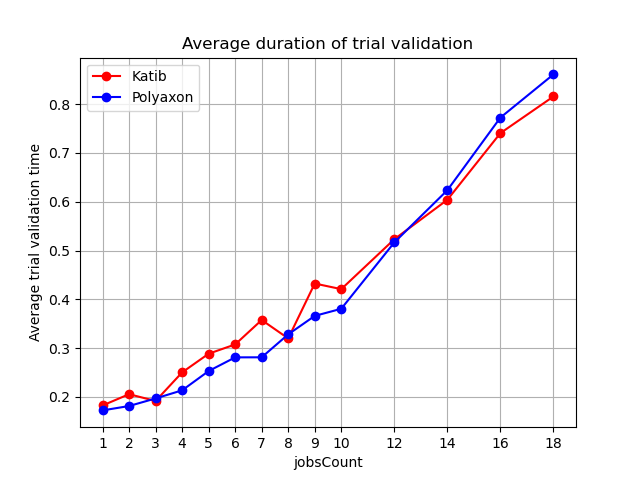 Average duration of trial validation
Katib
Polyaxon
Average trial validation time
0.8
0.7
0.6
0.5
0.4
0.3
0.2
1 2 3 4 5 6 7 8 9 10 12 14 16 18
jobsCount